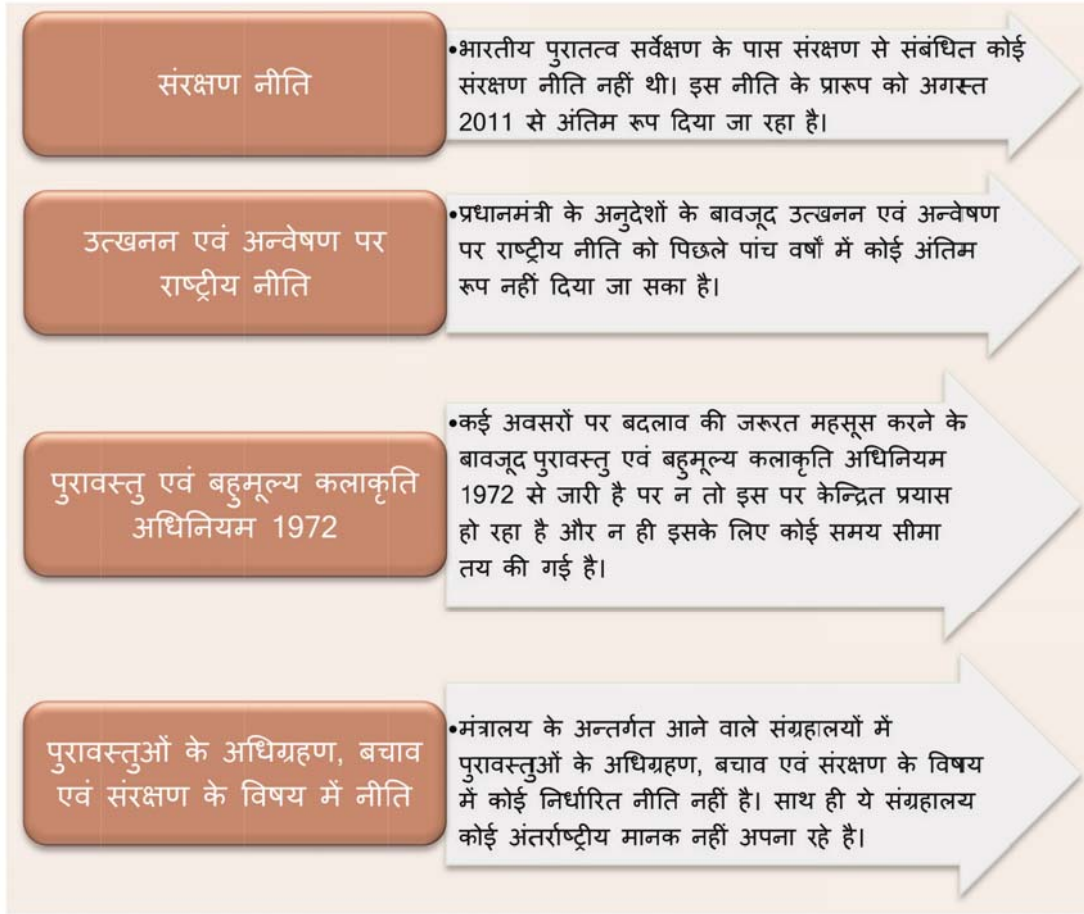 संरक्षण नीति
•भारतीय पुरातत्व सर्वेक्षण के पास संरक्षण से संबंधित कोई
संरक्षण नीति नहीं थी। इस नीति के प्रारूप को अगस्त
2011 से अंतिम रूप दिया जा रहा है।
उत्खनन एवं अन्वेषण पर
राष्ट्रीय नीति
•प्रधानमंत्री के अनुदेशों के बावजूद उत्खनन एवं अन्वेषण
पर राष्ट्रीय नीति को पिछले पांच वर्षों में कोई अंतिम
रूप नहीं दिया जा सका है।
पुरावस्तु एवं बहुमूल्य कलाकृति
अधिनियम 1972
•कई अवसरों पर बदलाव की जरूरत महसूस करने के
बावजूद पुरावस्तु एवं बहुमूल्य कलाकृति अधिनियम
1972 से जारी है पर न तो इस पर केन्द्रित प्रयास
हो रहा है और न ही इसके लिए कोई समय सीमा
तय की गई है।
पुरावस्तुओं के अधिग्रहण, बचाव
एवं संरक्षण के विषय में नीति
•मंत्रालय के अन्तर्गत आने वाले संग्रहालयों में
पुरावस्तुओं के अधिग्रहण, बचाव एवं संरक्षण के विषय
में कोई निर्धारित नीति नहीं है। साथ ही ये संग्रहालय
कोई अंतर्राष्ट्रीय मानक नहीं अपना रहे है।